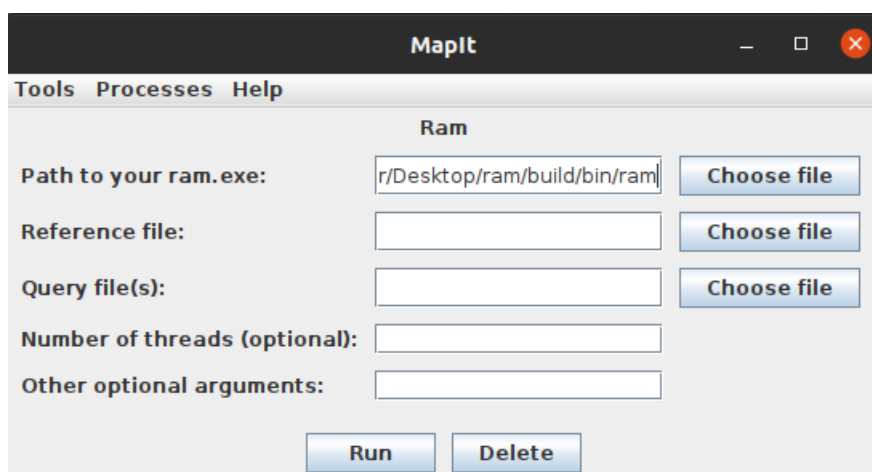 MapIt
Tools Processes Help
Ram
Path to your ram.exe: r/Desktop/ram/build/bin/ram Choose file
Reference file: Choose file
Query file(s): Choose file
Number of threads (optional):
Other optional arguments:
Run Delete